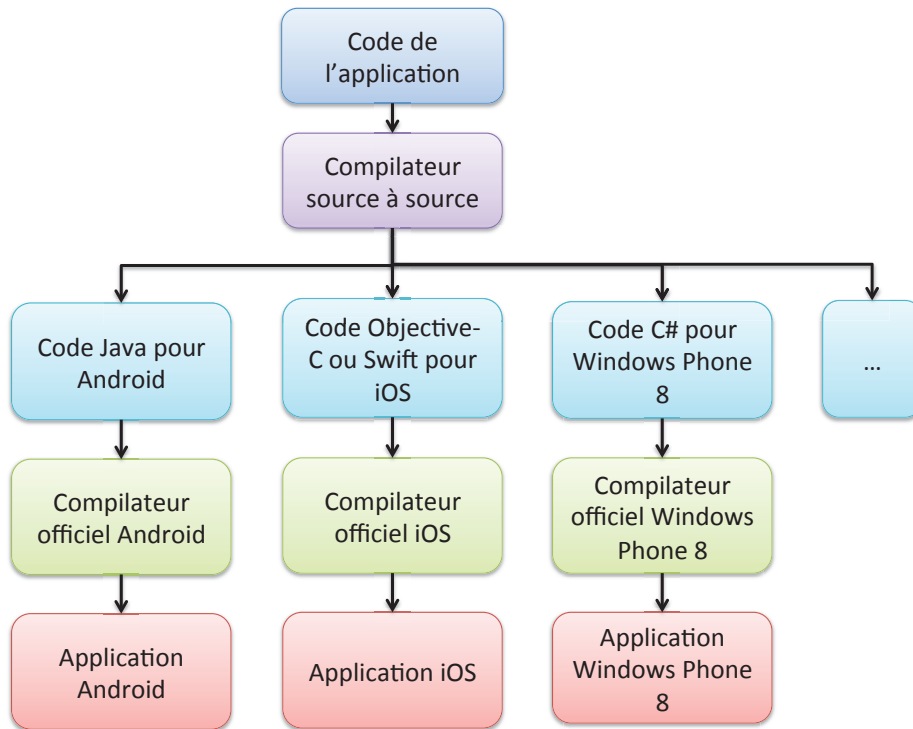 Code de
l'application
Compilateur
source à source
Code Java pour
Android
Code Objective-
C ou Swift pour
iOS
Code C# pour
Windows Phone
8
...
Compilateur
officiel Android
Compilateur
officiel iOS
Compilateur
officiel Windows
Phone 8
Application
Android
Application iOS
Application
Windows Phone
8